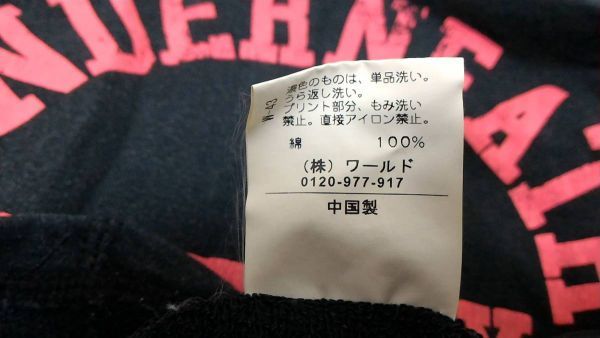 NDERNEATH
濃色のものは、単品洗い。
うら返し洗い。
プリント部分、もみ洗い
禁止。直接アイロン禁止。
綿 100%
(株) ワールド
0120-977-917
中国製